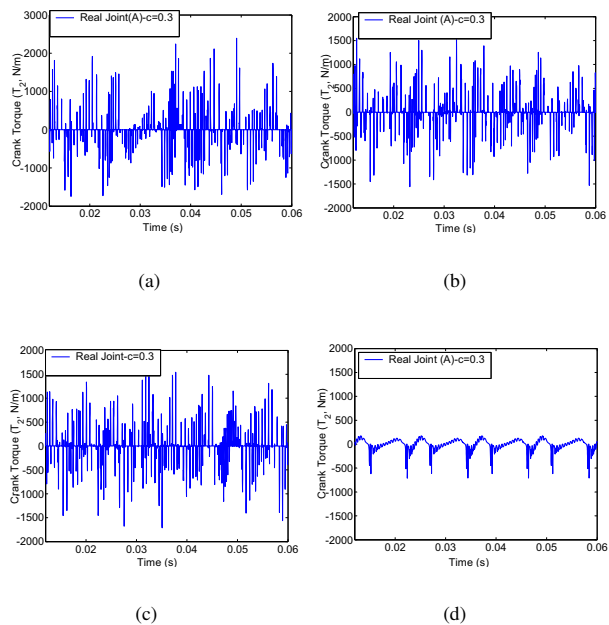 Real Joint(A)-c=0.3
3000
2000
1000
0
-1000
-2000
0.02 0.03 0.04 0.05 0.06
Crank Torque (T2, N/m)
Time (s)
(a)
Real Joint (A)-c=0.3
2000
1500
1000
500
0
-500
-1000
-1500
-2000
0.02 0.03 0.04 0.05 0.06
Crank Torque (T2, N/m)
Time (s)
(b)
Real Joint-c=0.3
2000
1500
1000
500
0
-500
1000
1500
-2000
0.02 0.03 0.04 0.05 0.06
Crank Torque (T2, N/m)
Time (s)
(c)
Real Joint (A)-c=0.3
2000
1500
1000
500
0
-500
-1000
-1500
-2000
0.02 0.03 0.04 0.05 0.06
Crank Torque (T2, Nm)
Time (s)
(d)